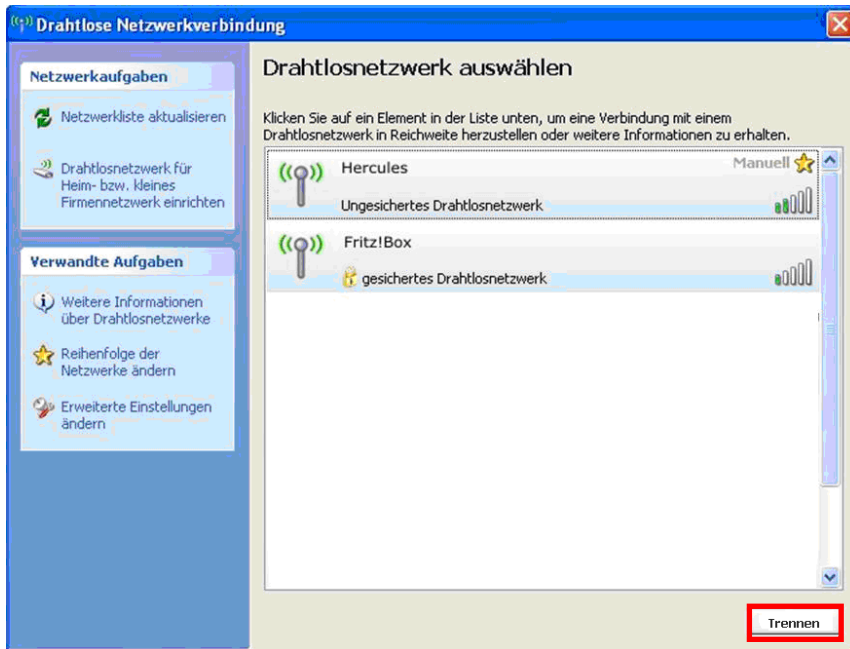 Drahtlose Netzwerkverbindung
Netzwerkaufgaben
Netzwerkliste aktualisieren
Drahtlosnetzwerk für
Heim- bzw. kleines
Firmennetzwerk einrichten
Verwandte Aufgaben
Weitere Informationen
über Drahtlosnetzwerke
Reihenfolge der
Netzwerke ändern
Erweiterte Einstellungen
ändern
Drahtlosnetzwerk auswählen
Klicken Sie auf ein Element in der Liste unten, um eine Verbindung mit einem
Drahtlosnetzwerk in Reichweite herzustellen oder weitere Informationen zu erhalten.
Hercules
Manuell
Ungesichertes Drahtlosnetzwerk
Fritz!Box
gesichertes Drahtlosnetzwerk
Trennen